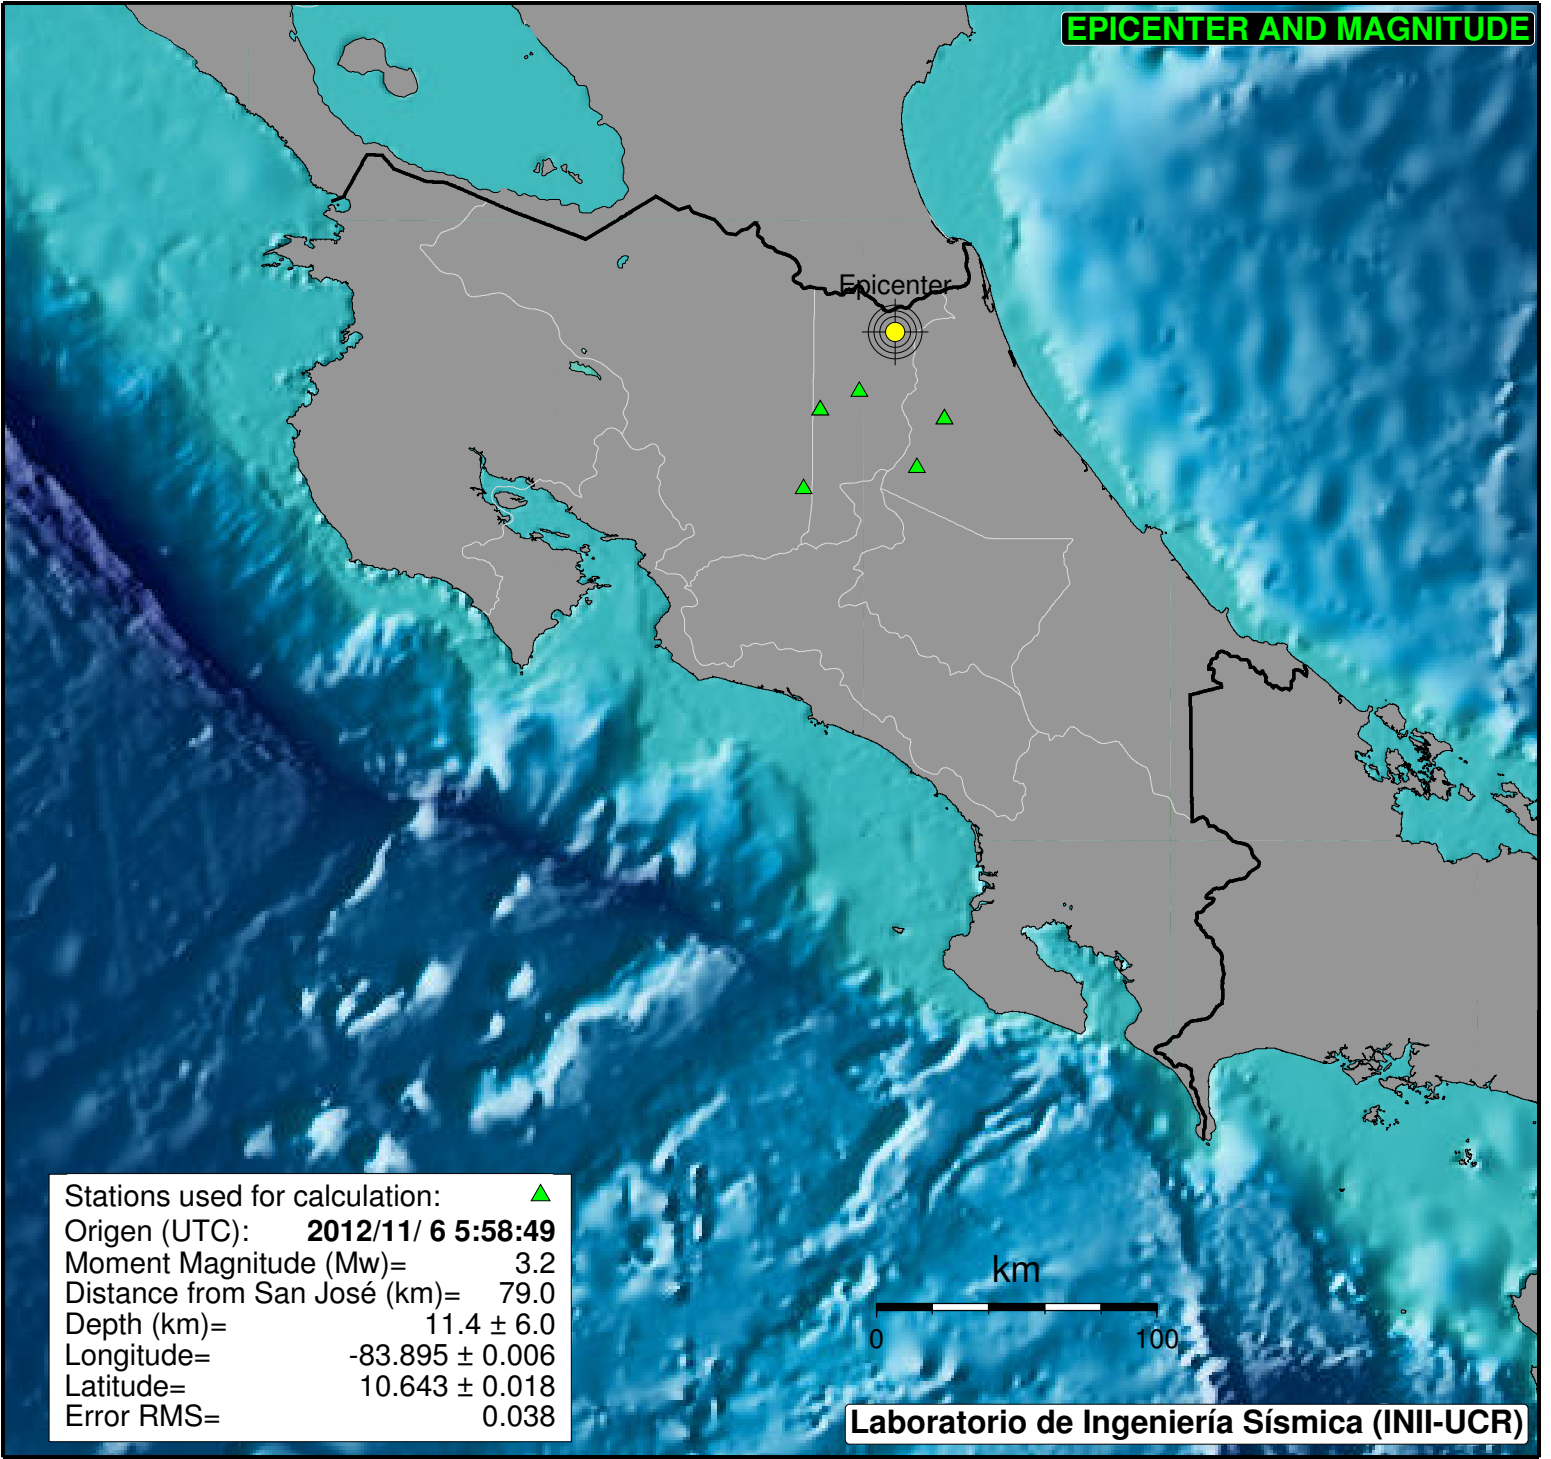 EPICENTER AND MAGNITUDE
Epicenter
Stations used for calculation:
Origen (UTC): 2012/11/ 6 5:58:49
Moment Magnitude (Mw)= 3.2
Distance from San José (km)= 79.0
Depth (km)= 11.4 ± 6.0
Longitude= -83.895 ± 0.006
Latitude= 10.643 ± 0.018
Error RMS= 0.038
km
0 100
Laboratorio de Ingeniería Sísmica (INII-UCR)